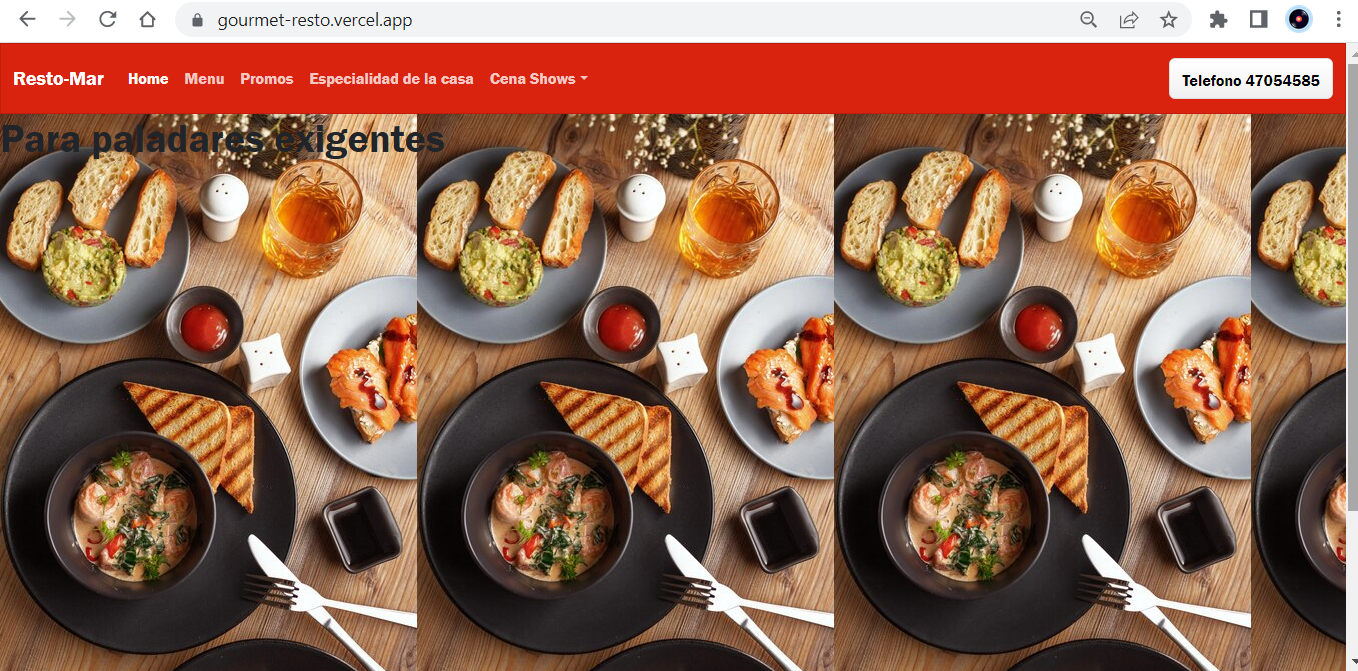 gourmet-resto.vercel.app
Resto-Mar Home Menu Promos Especialidad de la casa Cena Shows Telefono 47054585
Para paladares exigentes